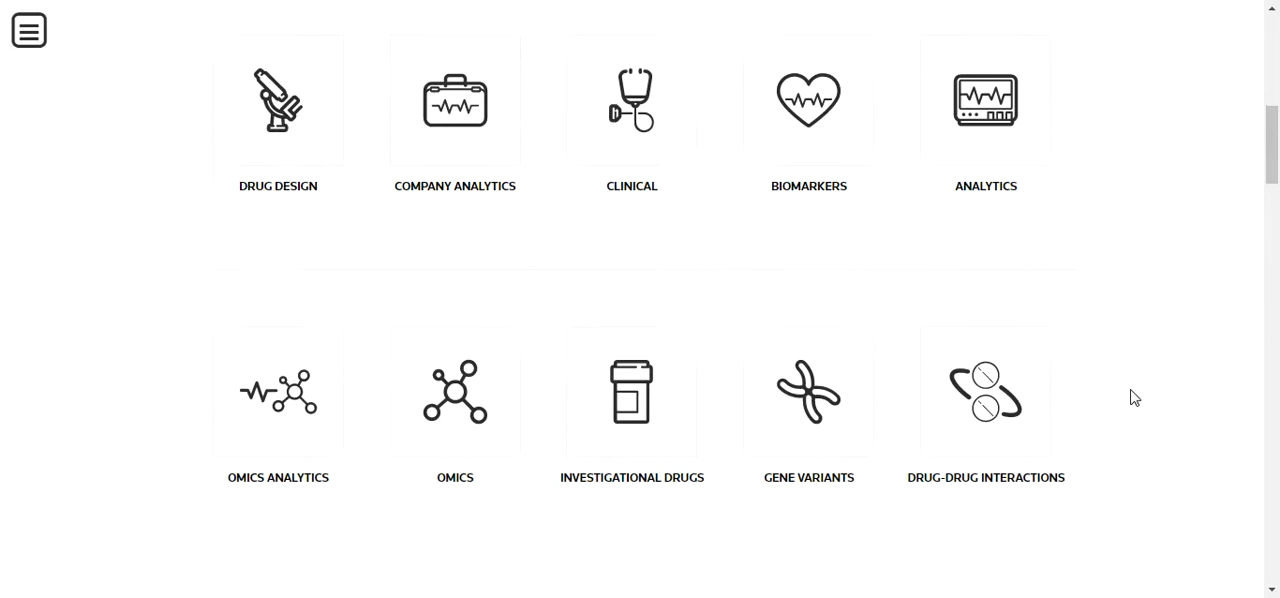 DRUG DESIGN
COMPANY ANALYTICS
CLINICAL
BIOMARKERS
ANALYTICS
OMICS ANALYTICS
OMICS
INVESTIGATIONAL DRUGS
GENE VARIANTS
DRUG-DRUG INTERACTIONS